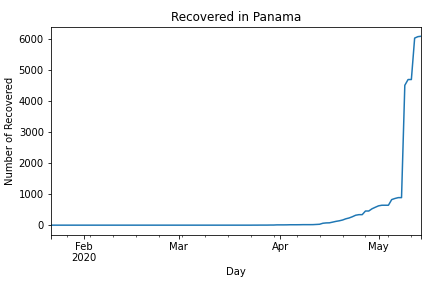 Recovered in Panama
Number of Recovered
6000
5000
4000
3000
2000
1000
0
Feb
2020
Mar
Apr
May
Day